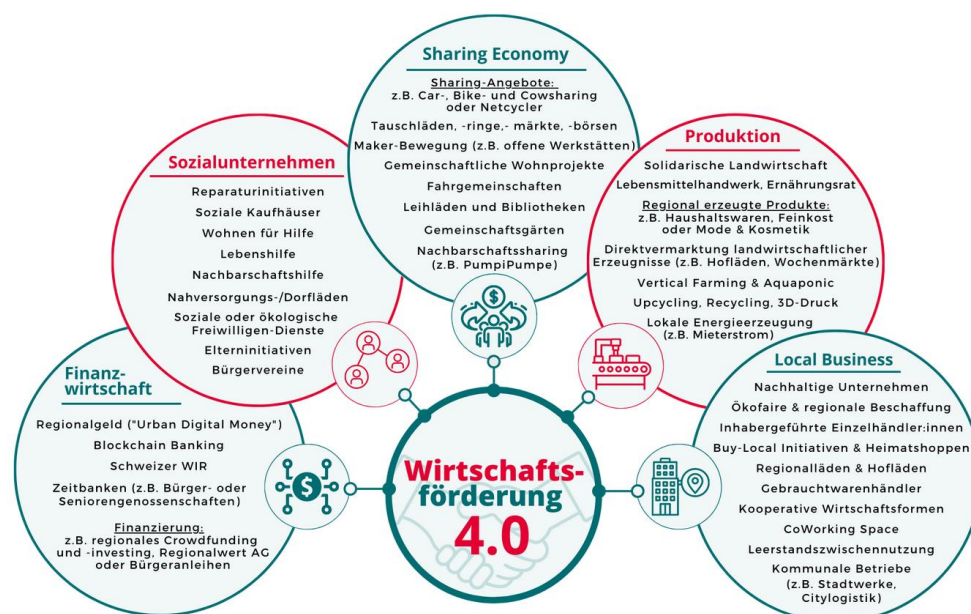 Sharing Economy
Sharing-Angebote:
z.B. Car-, Bike- und Cowsharing
oder Netcycler
Tauschläden, -ringe,- märkte, -börsen
Maker-Bewegung (z.B. offene Werkstätten)
Gemeinschaftliche Wohnprojekte
Fahrgemeinschaften
Leihläden und Bibliotheken
Gemeinschaftsgärten
Nachbarschaftssharing
(z.B. PumpiPumpe)
Sozialunternehmen
Reparaturinitiativen
Soziale Kaufhäuser
Wohnen für Hilfe
Lebenshilfe
Nachbarschaftshilfe
Nahversorgungs-/Dorfläden
Soziale oder ökologische
Freiwilligen-Dienste
Elterninitiativen
Bürgervereine
Produktion
Solidarische Landwirtschaft
Lebensmittelhandwerk, Ernährungsrat
Regional erzeugte Produkte:
z.B. Haushaltswaren, Feinkost
oder Mode & Kosmetik
Direktvermarktung landwirtschaftlicher
Erzeugnisse (z.B. Hofläden, Wochenmärkte)
Vertical Farming & Aquaponic
Upcycling, Recycling, 3D-Druck
Lokale Energieerzeugung
(z.B. Mieterstrom)
Finanz-
wirtschaft
Regionalgeld ("Urban Digital Money")
Blockchain Banking
Schweizer WIR
Zeitbanken (z.B. Bürger- oder
Seniorengenossenschaften)
Finanzierung:
z.B. regionales Crowdfunding
und -investing, Regionalwert AG
oder Bürgeranleihen
Local Business
Nachhaltige Unternehmen
Ökofaire & regionale Beschaffung
Inhabergeführte Einzelhändler:innen
Buy-Local Initiativen & Heimatshoppen
Regionalläden & Hofläden
Gebrauchtwarenhändler
Kooperative Wirtschaftsformen
CoWorking Space
Leerstandszwischennutzung
Kommunale Betriebe
(z.B. Stadtwerke,
Citylogistik)
Wirtschafts-
förderung
4.0
$
$